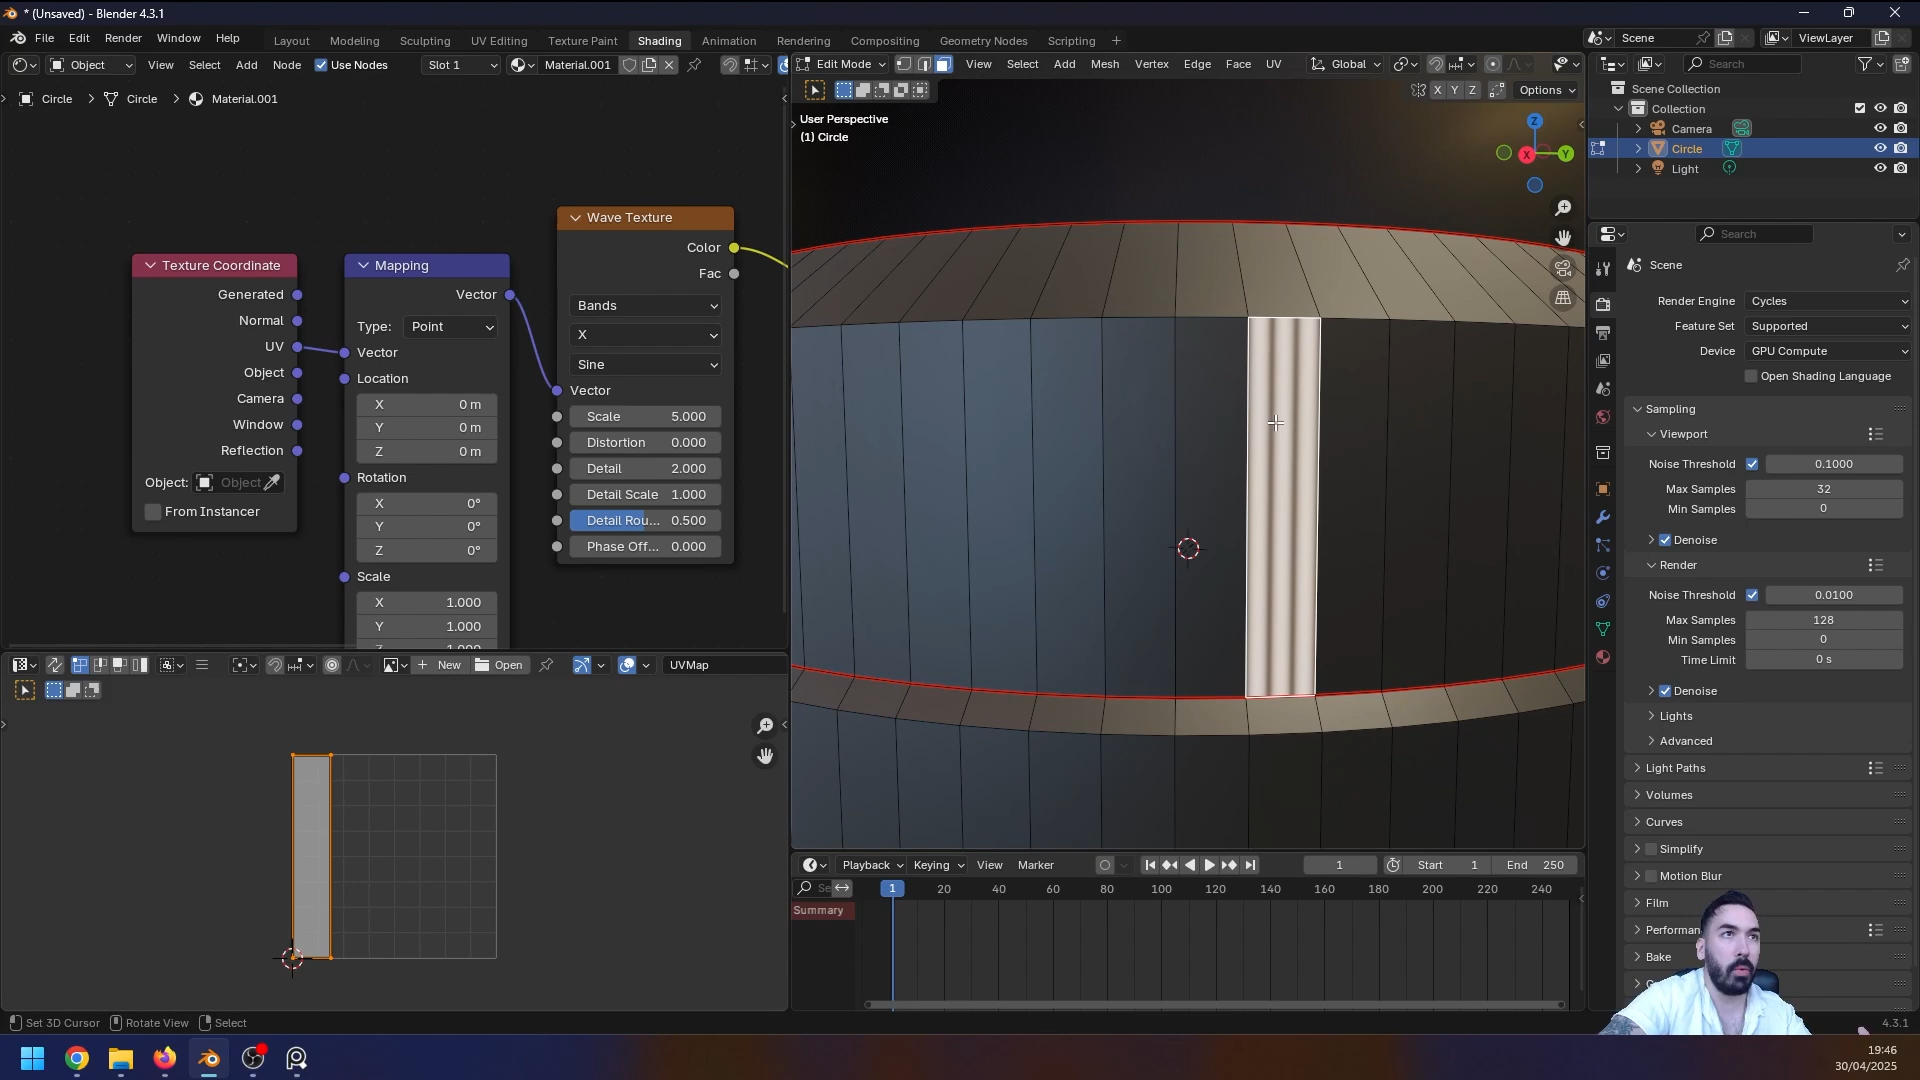 * (Unsaved) - Blender 4.3.1
File Edit Render Window Help
Layout Modeling Sculpting UV Editing Texture Paint Shading Animation Rendering Compositing Geometry Nodes Scripting +
Scene ViewLayer
Object View Select Add Node Use Nodes Slot 1 Material.001
Edit Mode View Select Add Mesh Vertex Edge Face UV Global
Search
X Y Z Options
Circle > Circle > Material.001
User Perspective
(1) Circle
Z
X
Y
Scene Collection
Collection
Camera
Circle
Light
Texture Coordinate
Generated
Normal
UV
Object
Camera
Window
Reflection
Object: Object
From Instancer
Mapping
Vector
Type: Point
Vector
Location
X 0 m
Y 0 m
Z 0 m
Rotation
X 0°
Y 0°
Z 0°
Scale
X 1.000
Y 1.000
Wave Texture
Color
Fac
Bands
X
Sine
Vector
Scale 5.000
Distortion 0.000
Detail 2.000
Detail Scale 1.000
Detail Rou... 0.500
Phase Off... 0.000
Search
Scene
Render Engine Cycles
Feature Set Supported
Device GPU Compute
Open Shading Language
Sampling
Viewport
Noise Threshold 0.1000
Max Samples 32
Min Samples 0
Denoise
Render
Noise Threshold 0.0100
Max Samples 128
Min Samples 0
Time Limit 0 s
Denoise
Lights
Advanced
Light Paths
Volumes
Curves
Simplify
Motion Blur
Film
Performan
Bake
New Open UVMap
Playback Keying View Marker 1 Start 1 End 250
Se 1 20 40 60 80 100 120 140 160 180 200 220 240
Summary
Set 3D Cursor Rotate View Select
4.3.1
19:46
30/04/2025